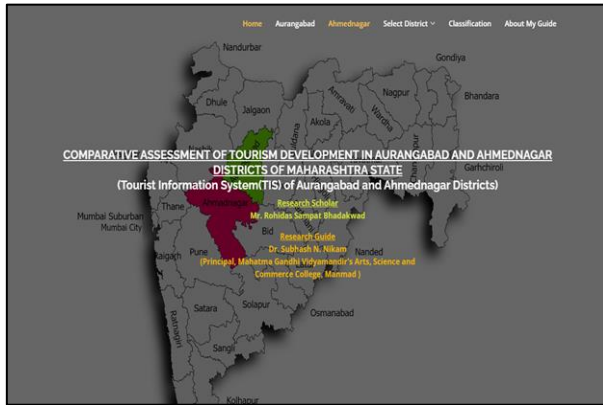 Home Aurangabad Ahmednagar Select District Classification About My Guide
Nandurbar
Gondiya
Dhule
Jalgaon
Amravati
Nagpur
Wardha
Bhandara
Akola
COMPARATIVE ASSESSMENT OF TOURISM DEVELOPMENT IN AURANGABAD AND AHMEDNAGAR
DISTRICTS OF MAHARASHTRA STATE
(Tourist Information System(TIS) of Aurangabad and Ahmednagar Districts)
Garhchiroli
Thane
Ahmednagar
Research Scholar
Mr. Rohidas Sampat Bhadakwad
Mumbai Suburban
Mumbai City
Bid
Research Guide
Dr. Subhash N. Nikam
(Principal, Mahatma Gandhi Vidyamandir's Arts, Science and
Commerce College, Manmad )
Raigarh
Pune
Nanded
Satara
Solapur
Osmanabad
Ratnagiri
Sangli
Kolhapur